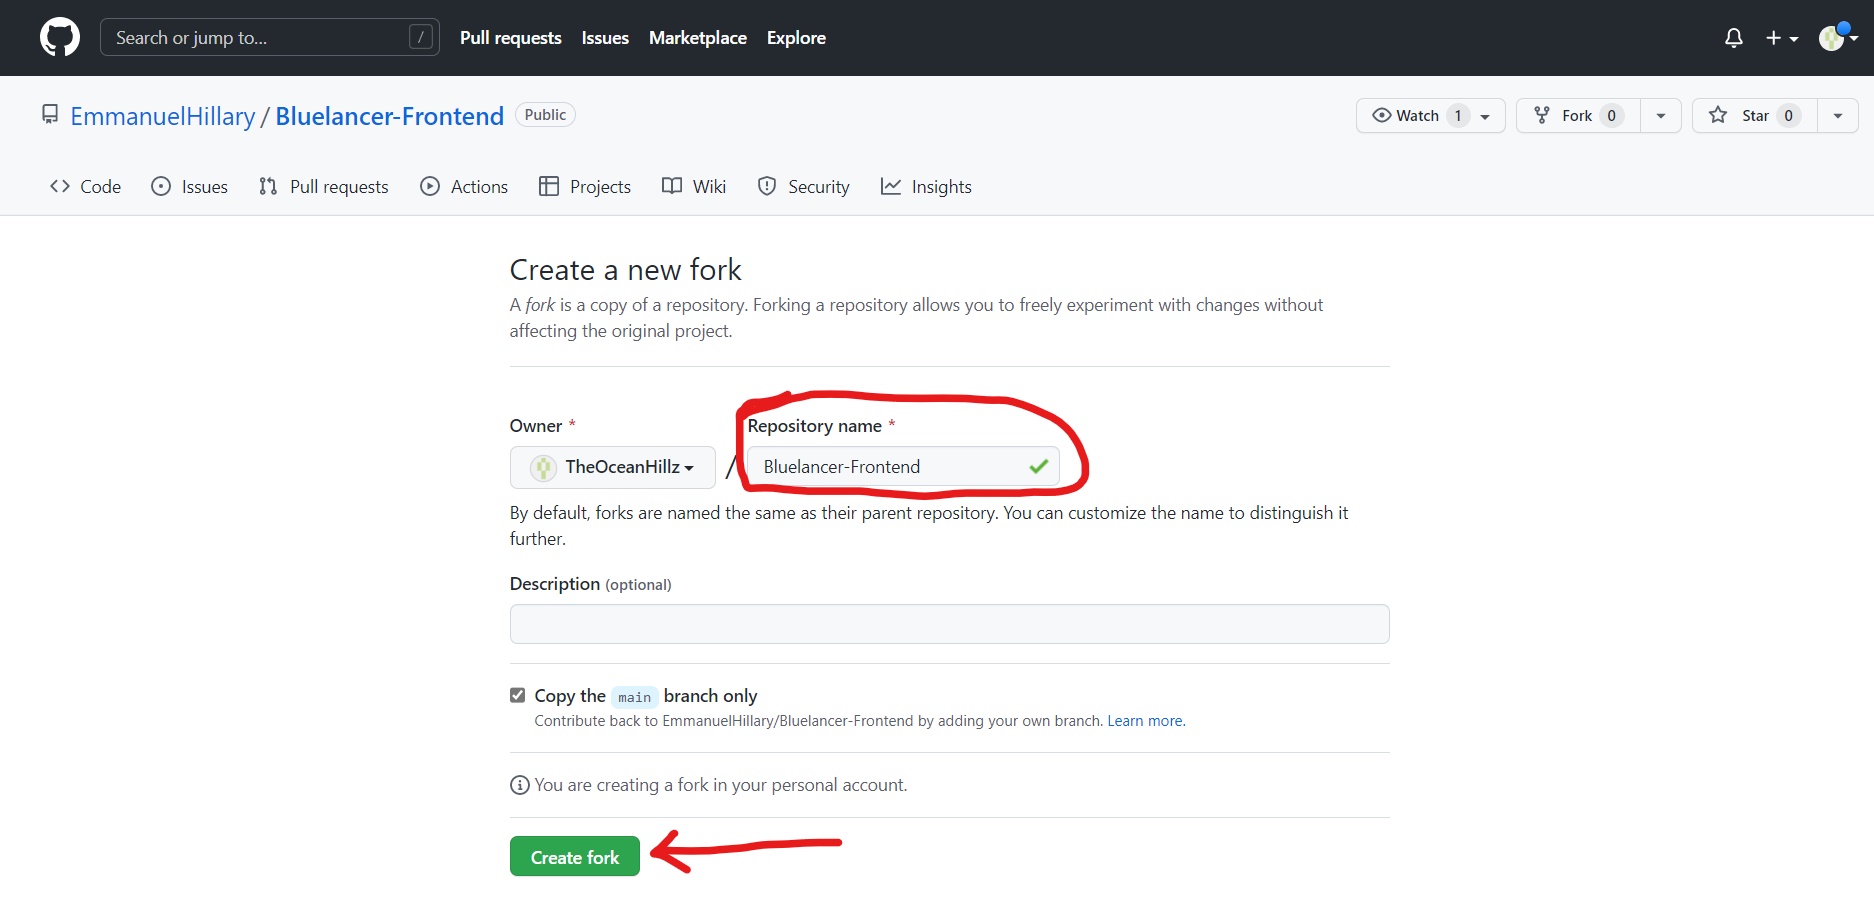 Search or jump to... / Pull requests Issues Marketplace Explore
EmmanuelHillary / Bluelancer-Frontend Public Watch 1 Fork 0 Star 0
Code Issues Pull requests Actions Projects Wiki Security Insights
Create a new fork
A fork is a copy of a repository. Forking a repository allows you to freely experiment with changes without
affecting the original project.
Owner * Repository name *
TheOceanHillz / Bluelancer-Frontend
By default, forks are named the same as their parent repository. You can customize the name to distinguish it
further.
Description (optional)
Copy the main branch only
Contribute back to EmmanuelHillary/Bluelancer-Frontend by adding your own branch. Learn more.
You are creating a fork in your personal account.
Create fork